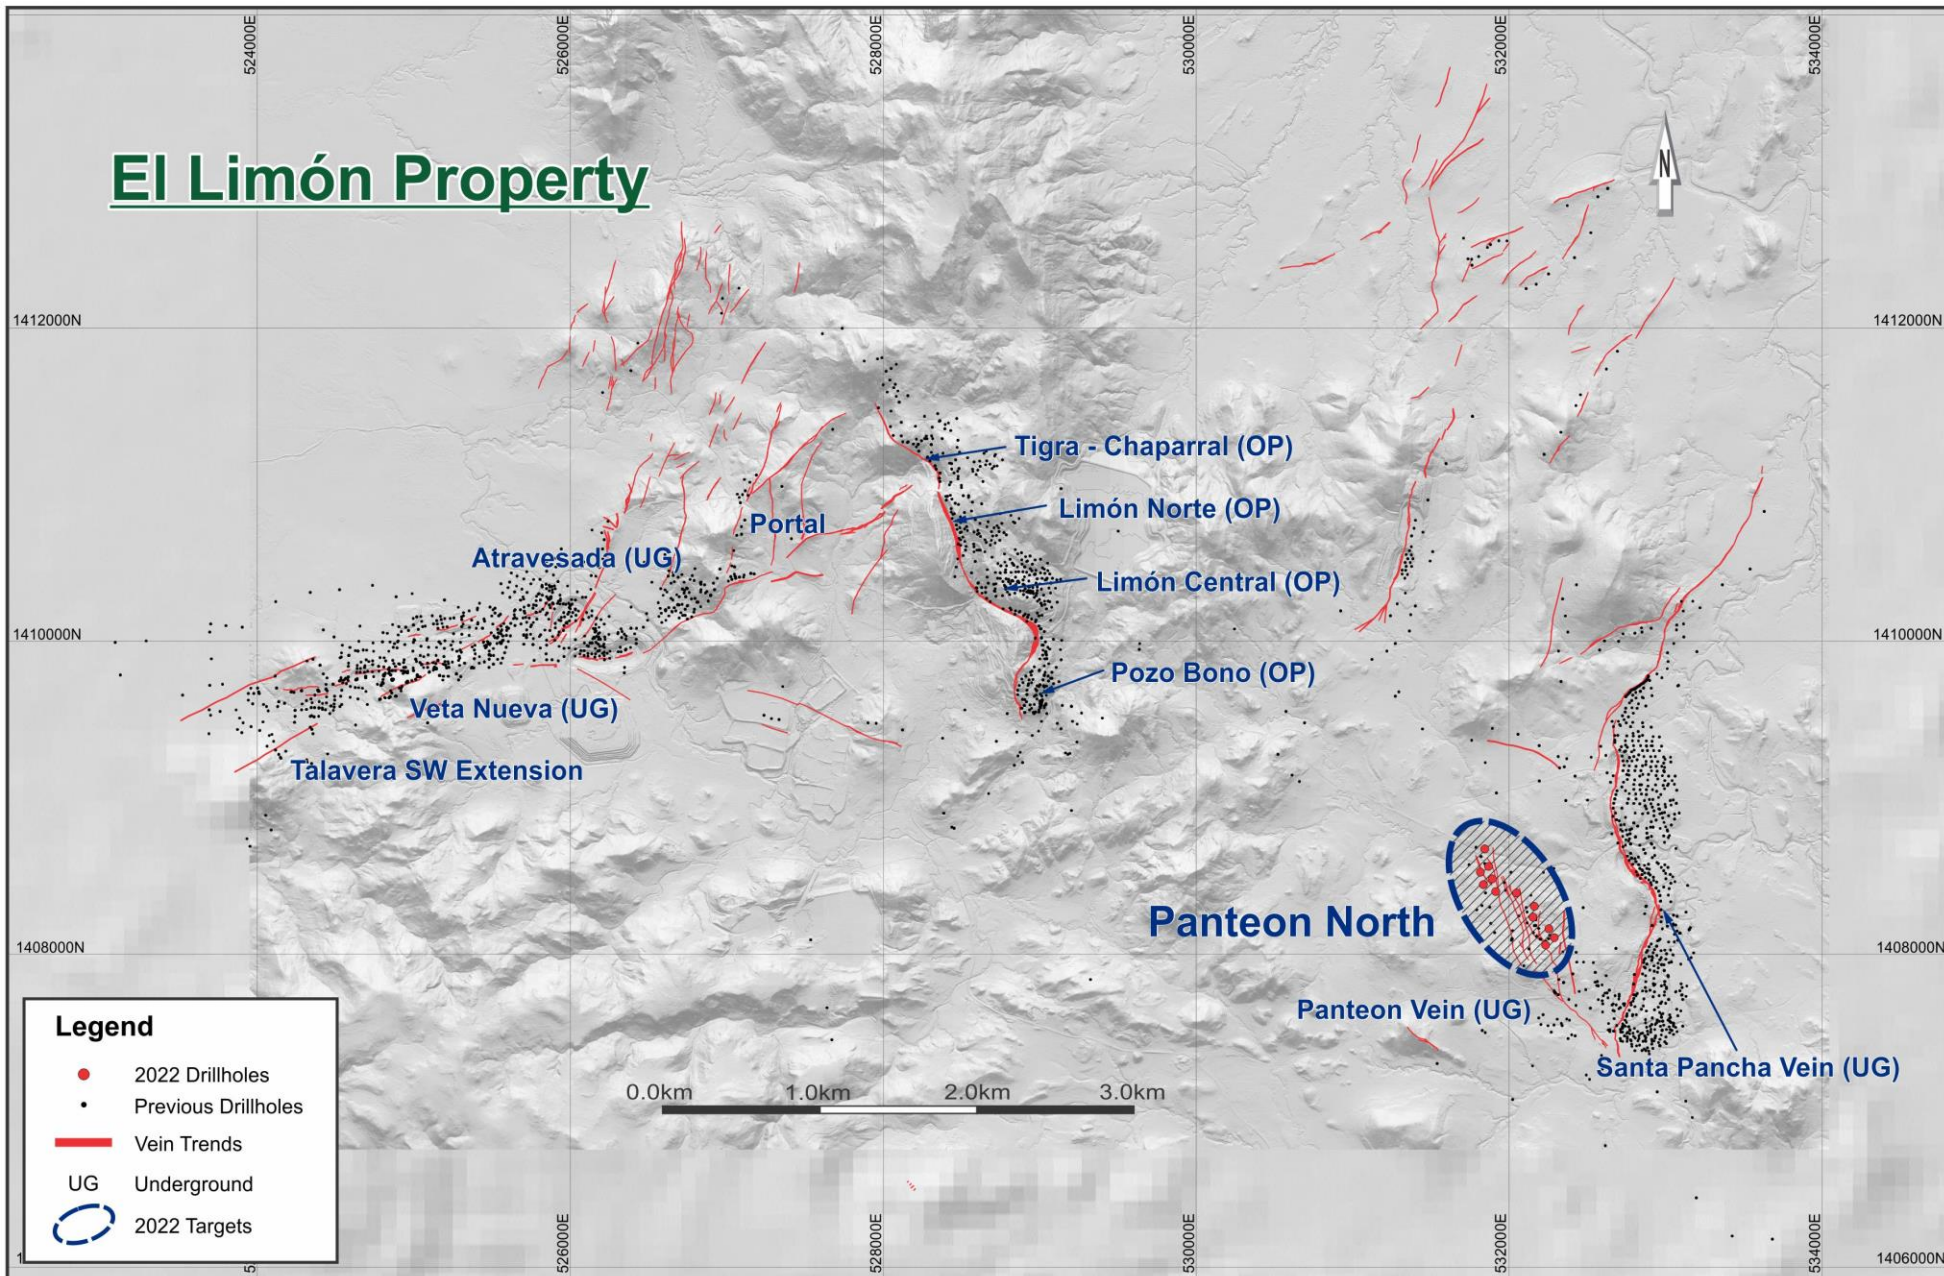 524000E
526000E
528000E
530000E
532000E
534000E
El Limón Property
N
1412000N
1412000N
Tigra - Chaparral (OP)
Limón Norte (OP)
Portal
Atravesada (UG)
Limón Central (OP)
1410000N
1410000N
Pozo Bono (OP)
Veta Nueva (UG)
Talavera SW Extension
Panteon North
1408000N
1408000N
Panteon Vein (UG)
Santa Pancha Vein (UG)
0.0km
1.0km
2.0km
3.0km
Legend
2022 Drillholes
Previous Drillholes
Vein Trends
UG Underground
2022 Targets
526000E
528000E
530000E
532000E
534000E
1406000N